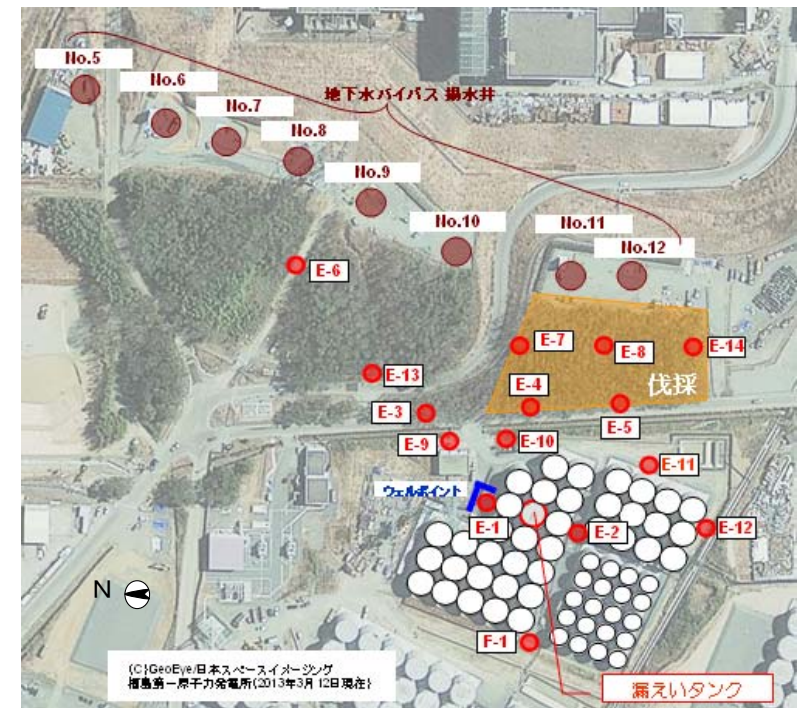 No.5
No.6
No.7
No.8
No.9
No.10
No.11
No.12
地下水バイパス 揚水井
E-6
E-7
E-8
E-14
E-13
伐採
E-4
E-3
E-5
E-9
E-10
E-11
ウェルポイント
E-1
E-2
E-12
N
F-1
(C)GeoEye/日本スペースイメージング
福島第一原子力発電所(2013年3月12日現在)
漏えいタンク